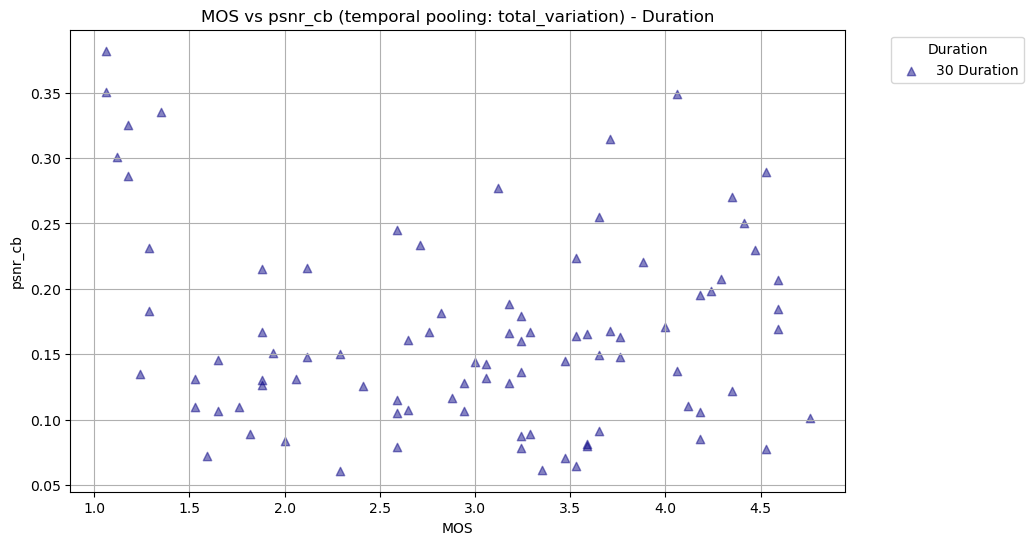 MOS vs psnr_cb (temporal pooling: total_variation) - Duration
Duration
30 Duration
psnr_cb
0.35
0.30
0.25
0.20
0.15
0.10
0.05
1.0 1.5 2.0 2.5 3.0 3.5 4.0 4.5
MOS